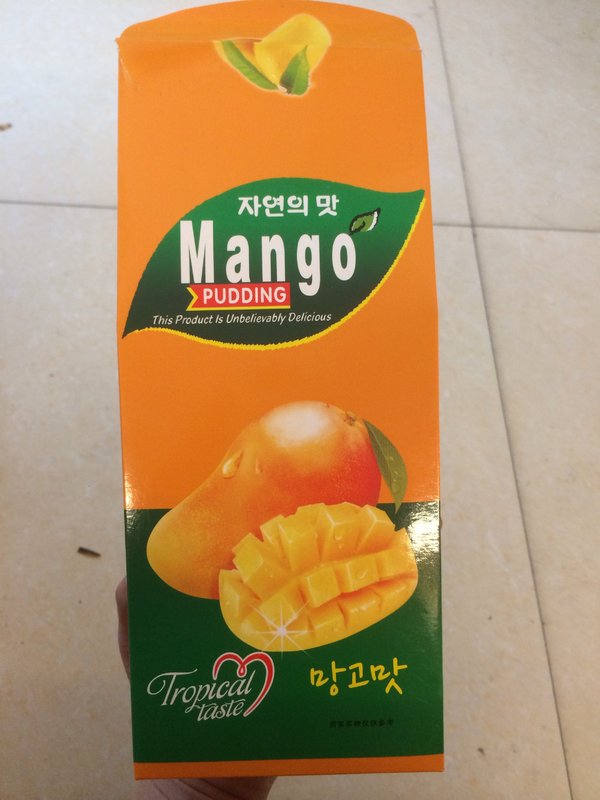 자연의 맛
Mango
PUDDING
This Product Is Unbelievably Delicious
Tropical
taste
망고맛